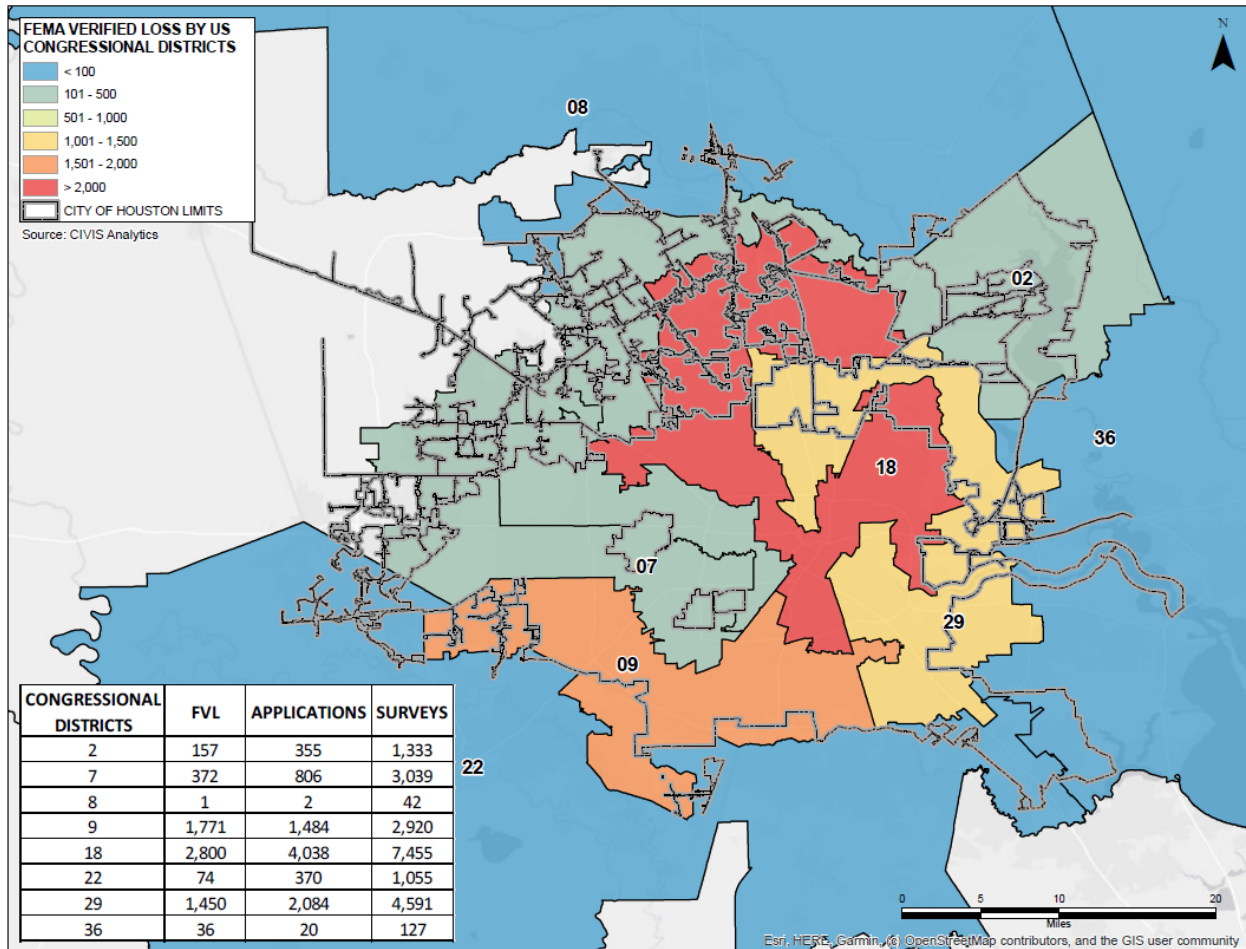 FEMA VERIFIED LOSS BY US
CONGRESSIONAL DISTRICTS
< 100
101 - 500
501 - 1,000
1,001 - 1,500
1,501 - 2,000
> 2,000
CITY OF HOUSTON LIMITS
Source: CIVIS Analytics
N
08
02
36
18
07
29
09
22
CONGRESSIONAL DISTRICTS FVL APPLICATIONS SURVEYS
2 157 355 1,333
7 372 806 3,039
8 1 2 42
9 1,771 1,484 2,920
18 2,800 4,038 7,455
22 74 370 1,055
29 1,450 2,084 4,591
36 36 20 127
0 5 10 20
Miles
Esri, HERE, Garmin, (c) OpenStreetMap contributors, and the GIS user community